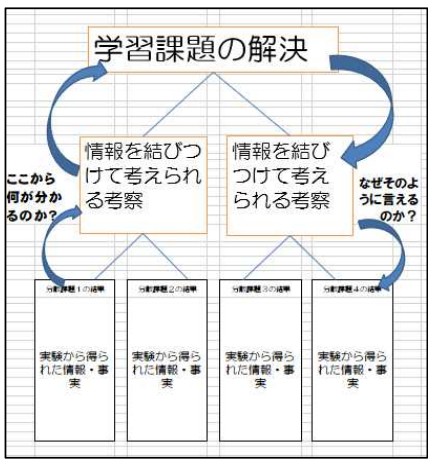 学習課題の解決
情報を結びつ
けて考えられ
る考察
情報を結び
つけて考え
られる考察
ここから
何が分か
るのか？
なぜそのよ
うに言える
のか？
分散課題１の結果
分散課題２の結果
分散課題３の結果
分散課題４の結果
実験から得ら
れた情報・事
実
実験から得ら
れた情報・事
実
実験から得ら
れた情報・事
実
実験から得ら
れた情報・事
実